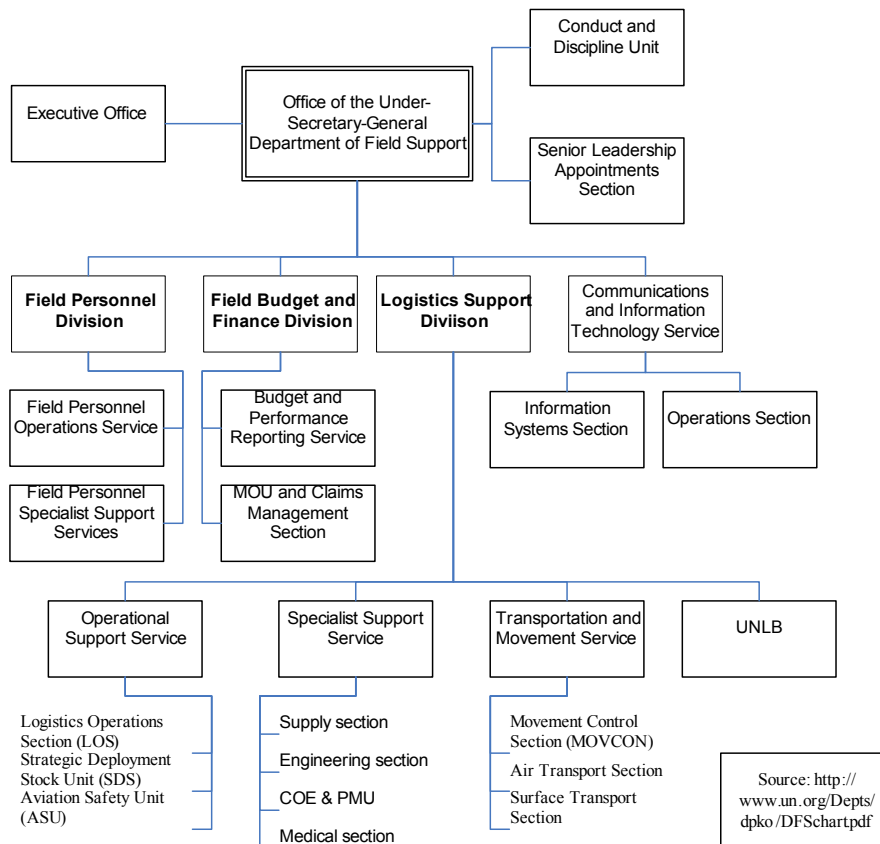 Conduct and
Discipline Unit
Executive Office
Office of the Under-
Secretary-General
Department of Field Support
Senior Leadership
Appointments
Section
Field Personnel
Division
Field Budget and
Finance Division
Logistics Support
Diviison
Communications
and Information
Technology Service
Field Personnel
Operations Service
Budget and
Performance
Reporting Service
Information
Systems Section
Operations Section
Field Personnel
Specialist Support
Services
MOU and Claims
Management
Section
Operational
Support Service
Specialist Support
Service
Transportation and
Movement Service
UNLB
Logistics Operations
Section (LOS)
Strategic Deployment
Stock Unit (SDS)
Aviation Safety Unit
(ASU)
Supply section
Engineering section
COE & PMU
Medical section
Movement Control
Section (MOVCON)
Air Transport Section
Surface Transport
Section
Source: http://
www.un.org/Depts/
dpko /DFSchart.pdf